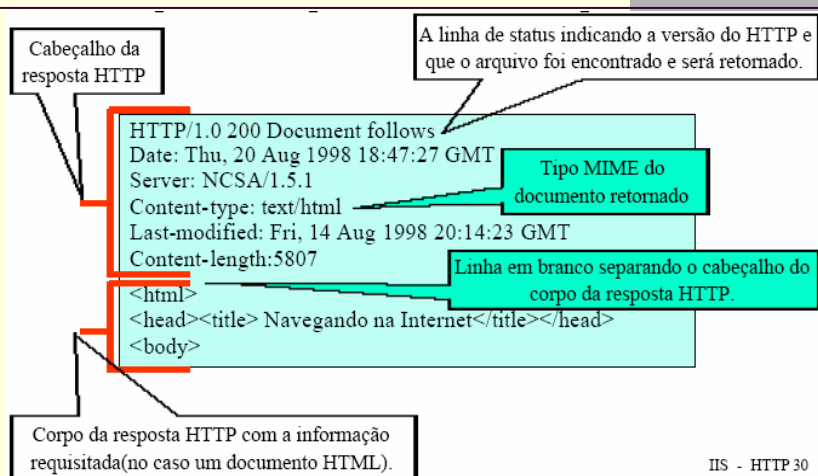 Cabeçalho da
resposta HTTP
A linha de status indicando a versão do HTTP e
que o arquivo foi encontrado e será retornado.
HTTP/1.0 200 Document follows
Date: Thu, 20 Aug 1998 18:47:27 GMT
Server: NCSA/1.5.1
Content-type: text/html
Last-modified: Fri, 14 Aug 1998 20:14:23 GMT
Content-length:5807
Tipo MIME do
documento retornado
Linha em branco separando o cabeçalho do
corpo da resposta HTTP.
<html>
<head><title> Navegando na Internet</title></head>
<body>
Corpo da resposta HTTP com a informação
requisitada(no caso um documento HTML).
IIS - HTTP 30